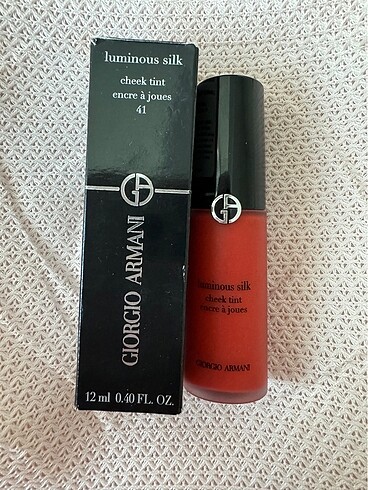 luminous silk
cheek tint
encre à joues
41
GIORGIO ARMANI
12 ml 0.40 FL. OZ.
luminous silk
cheek tint
encre à joues
GIORGIO ARMANI